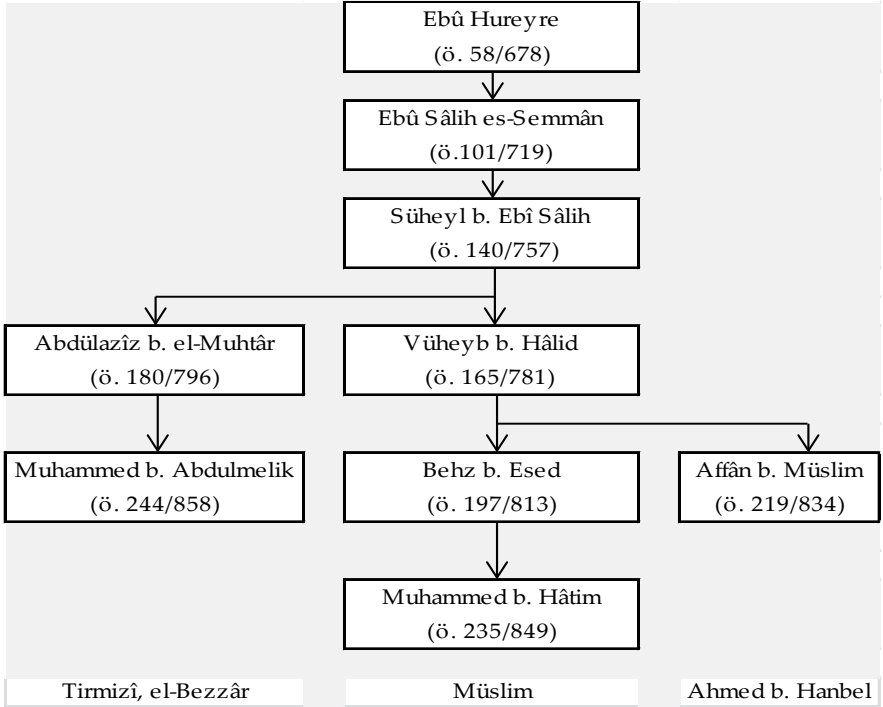 Ebû Hureyre
(ö. 58/678)
Ebû Sâlih es-Semmân
(ö.101/719)
Süheyl b. Ebî Sâlih
(ö. 140/757)
Abdülazîz b. el-Muhtâr
(ö. 180/796)
Vüheyb b. Hâlid
(ö. 165/781)
Muhammed b. Abdulmelik
(ö. 244/858)
Behz b. Esed
(ö. 197/813)
Affân b. Müslim
(ö. 219/834)
Muhammed b. Hâtim
(ö. 235/849)
Tirmizî, el-Bezzâr
Müslim
Ahmed b. Hanbel